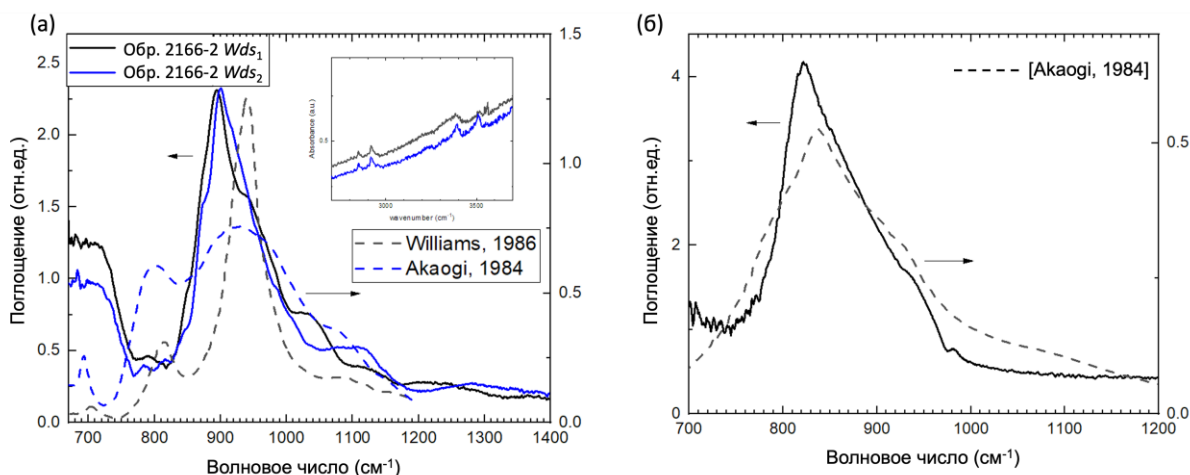 (а)
Обр. 2166-2 Wds₁
Обр. 2166-2 Wds₂
Williams, 1986
Akaogi, 1984
Absorbance (a.u.)
0.5
3000
3500
wavenumber (cm⁻¹)
Поглощение (отн.ед.)
2.5
2.0
1.5
1.0
0.5
0.0
1.5
1.0
0.5
0.0
700
800
900
1000
1100
1200
1300
1400
Волновое число (см⁻¹)
(б)
[Akaogi, 1984]
Поглощение (отн.ед.)
4
2
0
0.5
0.0
700
800
900
1000
1100
1200
Волновое число (см⁻¹)